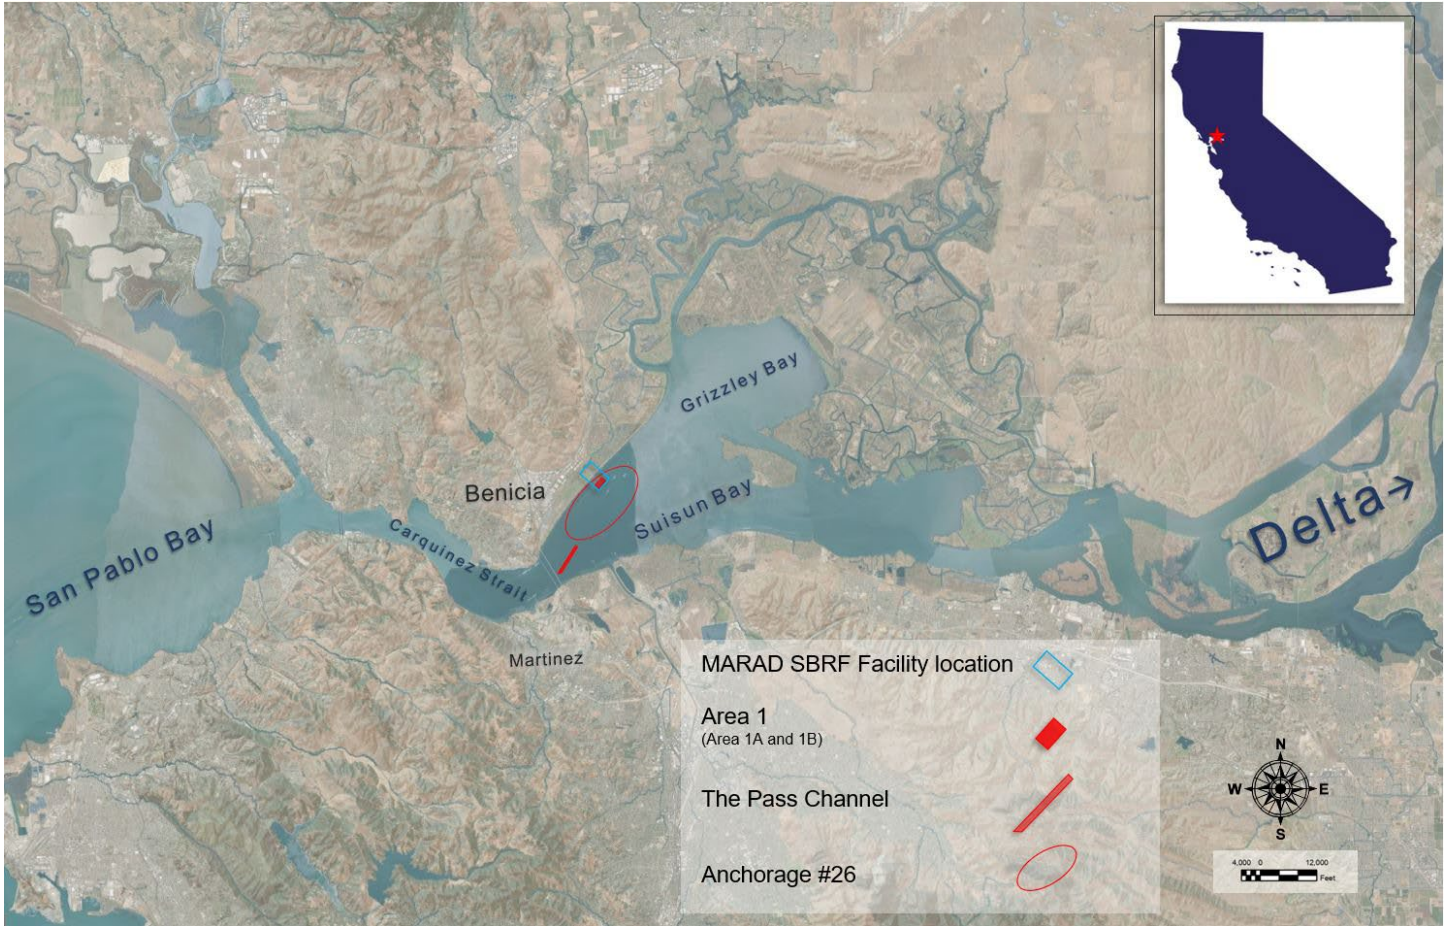 Grizzley Bay
Benicia
Suisun Bay
Delta→
San Pablo Bay
Carquinez Strait
Martinez
MARAD SBRF Facility location
Area 1
(Area 1A and 1B)
The Pass Channel
Anchorage #26
N
W E
S
4,000 0 12,000
Feet